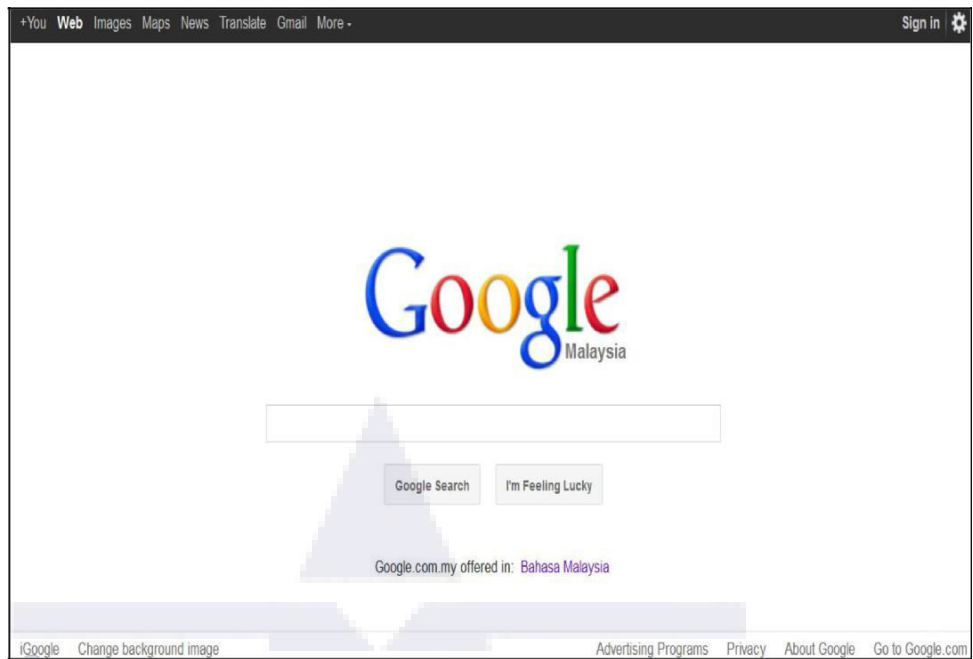 +You Web Images Maps News Translate Gmail More Sign in
Google
Malaysia
Google Search I'm Feeling Lucky
Google.com.my offered in: Bahasa Malaysia
iGoogle Change background image Advertising Programs Privacy About Google Go to Google.com